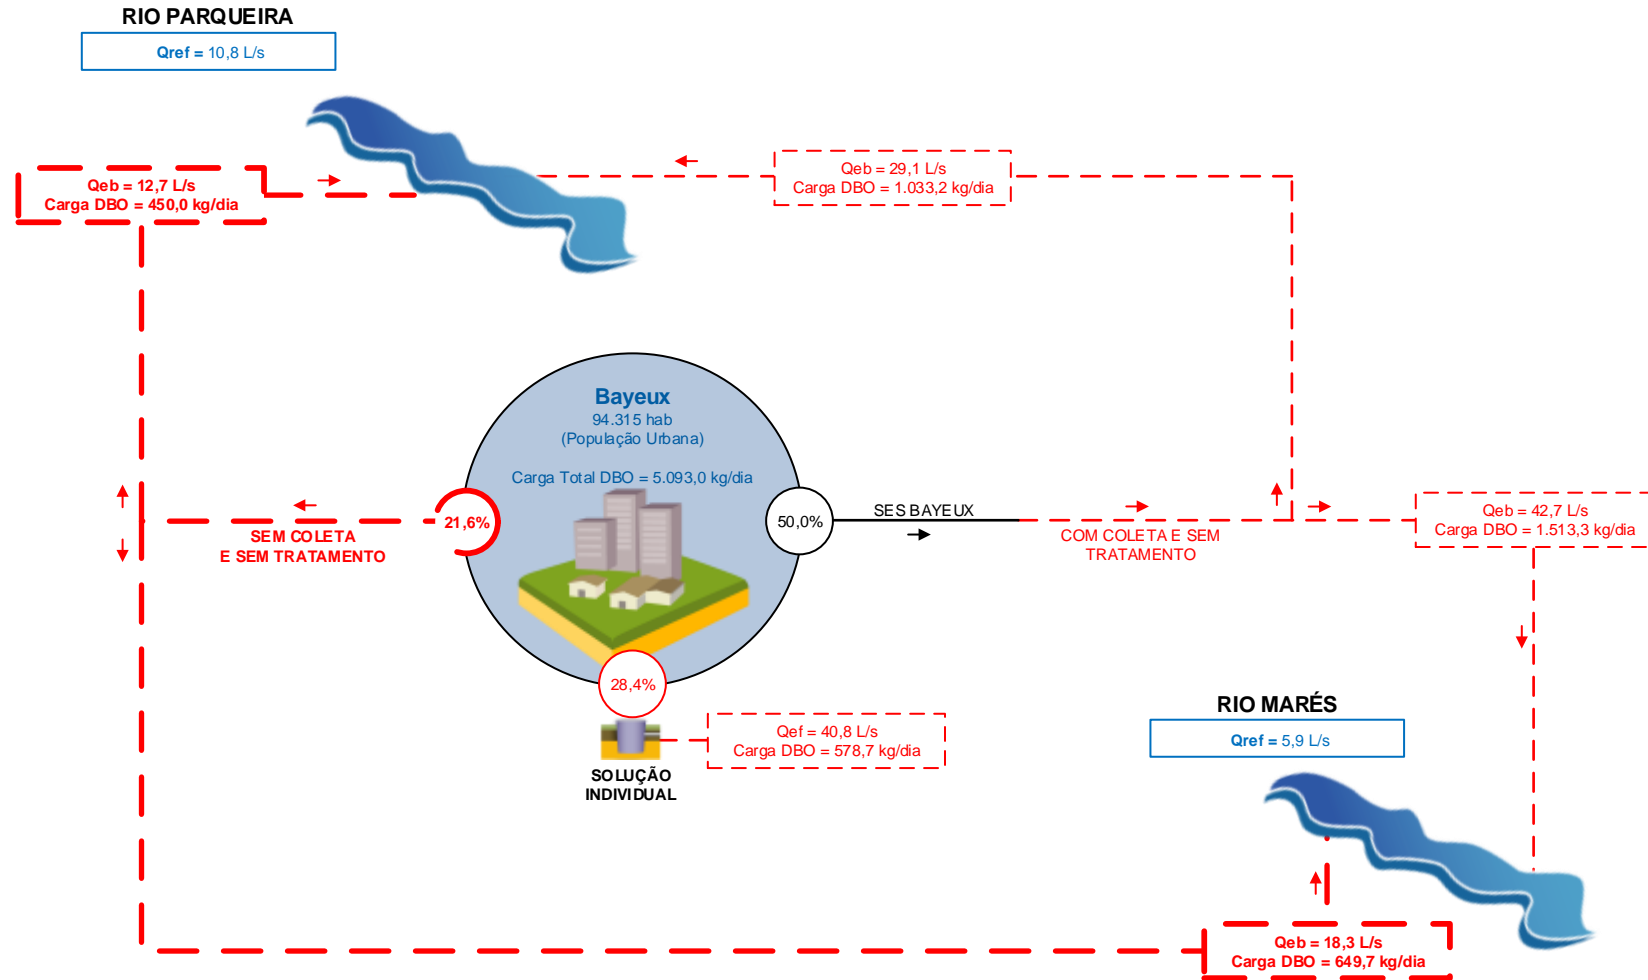 RIO PARQUEIRA
Qref = 10,8 L/s
Qeb = 12,7 L/s
Carga DBO = 450,0 kg/dia
Qeb = 29,1 L/s
Carga DBO = 1.033,2 kg/dia
Bayeux
94.315 hab
(População Urbana)
Carga Total DBO = 5.093,0 kg/dia
21,6%
SEM COLETA
E SEM TRATAMENTO
50,0%
SES BAYEUX
COM COLETA E SEM
TRATAMENTO
Qeb = 42,7 L/s
Carga DBO = 1.513,3 kg/dia
28,4%
SOLUÇÃO
INDIVIDUAL
Qef = 40,8 L/s
Carga DBO = 578,7 kg/dia
RIO MARÉS
Qref = 5,9 L/s
Qeb = 18,3 L/s
Carga DBO = 649,7 kg/dia